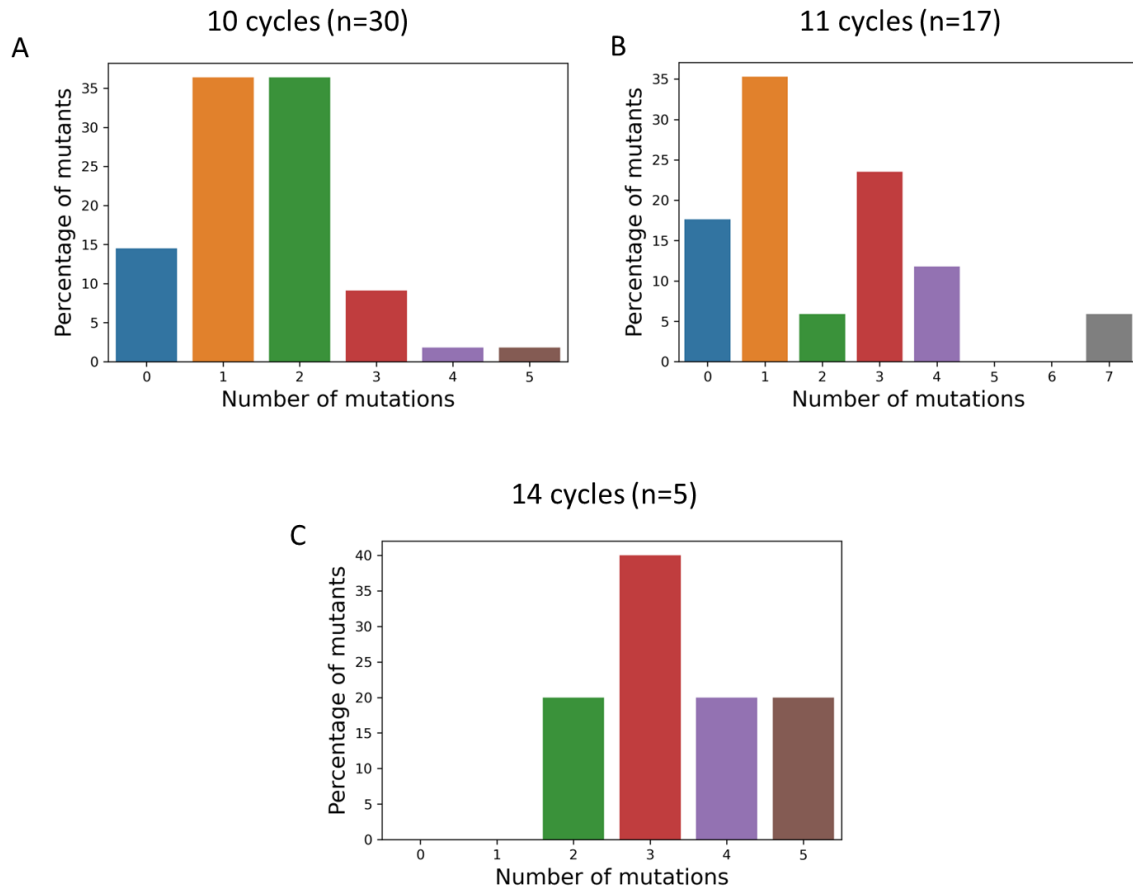 10 cycles (n=30)
A
Percentage of mutants
35
30
25
20
15
10
5
0
0 1 2 3 4 5
Number of mutations
11 cycles (n=17)
B
Percentage of mutants
35
30
25
20
15
10
5
0
0 1 2 3 4 5 6 7
Number of mutations
14 cycles (n=5)
C
Percentage of mutants
40
35
30
25
20
15
10
5
0
0 1 2 3 4 5
Number of mutations